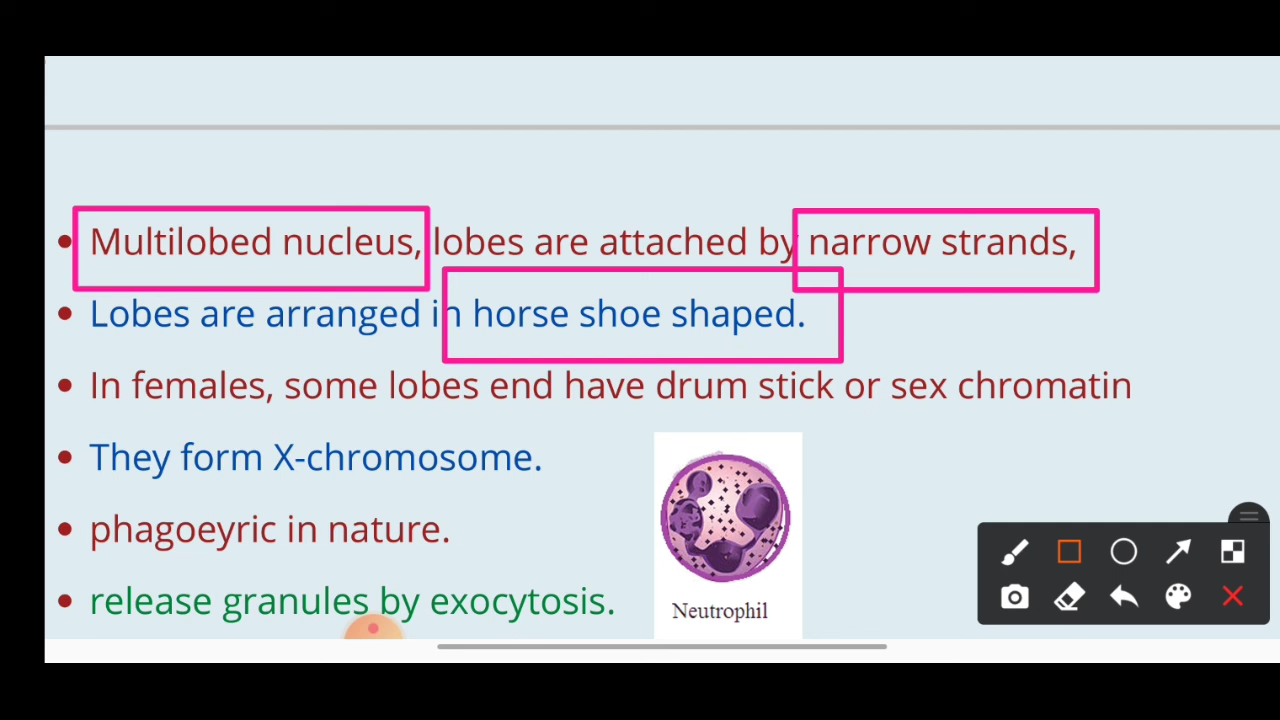 Multilobed nucleus, lobes are attached by narrow strands,
Lobes are arranged in horse shoe shaped.
In females, some lobes end have drum stick or sex chromatin
They form X-chromosome.
phagoeyric in nature.
release granules by exocytosis.
Neutrophil